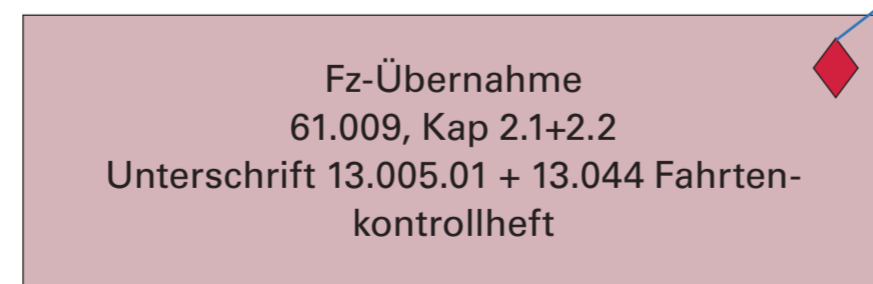 Fz-Übernahme
61.009, Kap 2.1+2.2
Unterschrift 13.005.01 + 13.044 Fahrten-
kontrollheft